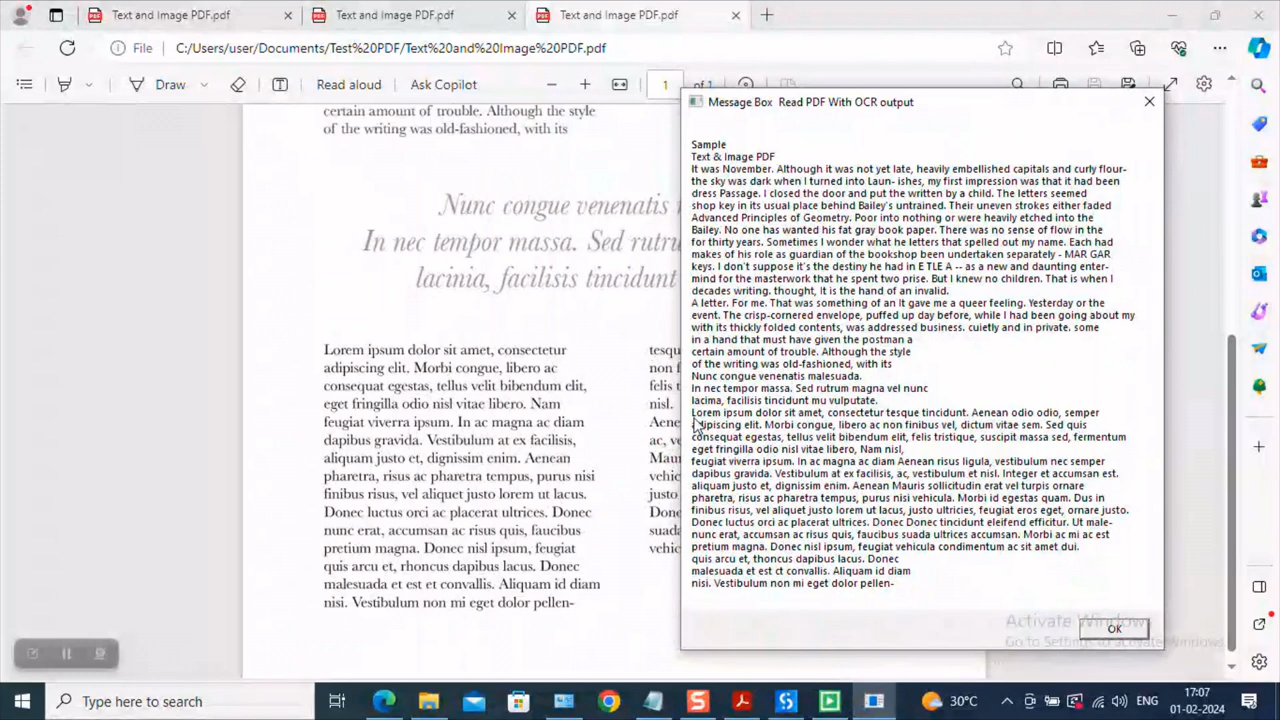 Text and Image PDF.pdf
Text and Image PDF.pdf
Text and Image PDF.pdf
File
C:/Users/user/Documents/Test%20PDF/Text%20and%20Image%20PDF.pdf
Draw
Read aloud
Ask Copilot
1
of 1
certain amount of trouble. Although the style
of the writing was old-fashioned, with its
Nunc congue venenatis
In nec tempor massa. Sed rutru
lacinia, facilisis tincidunt
Lorem ipsum dolor sit amet, consectetur
adipiscing elit. Morbi congue, libero ac
consequat egestas, tellus velit bibendum elit,
eget fringilla odio nisl vitae libero. Nam
feugiat viverra ipsum. In ac magna ac diam
dapibus gravida. Vestibulum at ex facilisis,
aliquam justo et, dignissim enim. Aenean
pharetra, risus ac pharetra tempus, purus nisi
finibus risus, vel aliquet justo lorem ut lacus.
Donec luctus orci ac placerat ultrices. Donec
nunc erat, accumsan ac risus quis, faucibus
pretium magna. Donec nisl ipsum, feugiat
quis arcu et, rhoncus dapibus lacus. Donec
malesuada et est et convallis. Aliquam id diam
nisi. Vestibulum non mi eget dolor pellen-
tesqu
non f
felis t
nisl.
Aene
ac, ve
Maur
vehic
justo
suada
vehic
Message Box Read PDF With OCR output
Sample
Text & Image PDF
It was November. Although it was not yet late, heavily embellished capitals and curly flour-
the sky was dark when I turned into Laun- ishes, my first impression was that it had been
dress Passage. I closed the door and put the written by a child. The letters seemed
shop key in its usual place behind Bailey's untrained. Their uneven strokes either faded
Advanced Principles of Geometry. Poor into nothing or were heavily etched into the
Bailey. No one has wanted his fat gray book paper. There was no sense of flow in the
for thirty years. Sometimes I wonder what he letters that spelled out my name. Each had
makes of his role as guardian of the bookshop been undertaken separately - MAR GAR
keys. I don't suppose it's the destiny he had in E TLE A -- as a new and daunting enter-
mind for the masterwork that he spent two prise. But I knew no children. That is when I
decades writing. thought, it is the hand of an invalid.
A letter. For me. That was something of an It gave me a queer feeling. Yesterday or the
event. The crisp-cornered envelope, puffed up day before, while I had been going about my
with its thickly folded contents, was addressed business. cuietly and in private. some
in a hand that must have given the postman a
certain amount of trouble. Although the style
of the writing was old-fashioned, with its
Nunc congue venenatis malesuada.
In nec tempor massa. Sed rutrum magna vel nunc
lacima, facilisis tincidunt mu vulputate.
Lorem ipsum dolor sit amet, consectetur tesque tincidunt. Aenean odio odio, semper
adipiscing elit. Morbi congue, libero ac non finibus vel, dictum vitae sem. Sed quis
consequat egestas, tellus velit bibendum elit, felis tristique, suscipit massa sed, fermentum
eget fringilla odio nisl vitae libero, Nam nisl,
feugiat viverra ipsum. In ac magna ac diam Aenean risus ligula, vestibulum nec semper
dapibus gravida. Vestibulum at ex facilisis, ac, vestibulum et nisl. Integer et accumsan est.
aliquam justo et, dignissim enim. Aenean Mauris sollicitudin erat vel turpis ornare
pharetra, risus ac pharetra tempus, purus nisi vehicula. Morbi id egestas quam. Dus in
finibus risus, vel aliquet justo lorem ut lacus, justo ultricies, feugiat eros eget, ornare justo.
Donec luctus orci ac placerat ultrices. Donec Donec tincidunt eleifend efficitur. Ut male-
nunc erat, accumsan ac risus quis, faucibus suada ultrices accumsan. Morbi ac mi ac est
pretium magna. Donec nisl ipsum, feugiat vehicula condimentum ac sit amet dui.
quis arcu et, thoncus dapibus lacus. Donec
malesuada et est ct convallis. Aliquam id diam
nisi. Vestibulum non mi eget dolor pellen-
OK
Activate Windows
Go to Settings to activate Windows.
Type here to search
30°C
ENG
17:07
01-02-2024